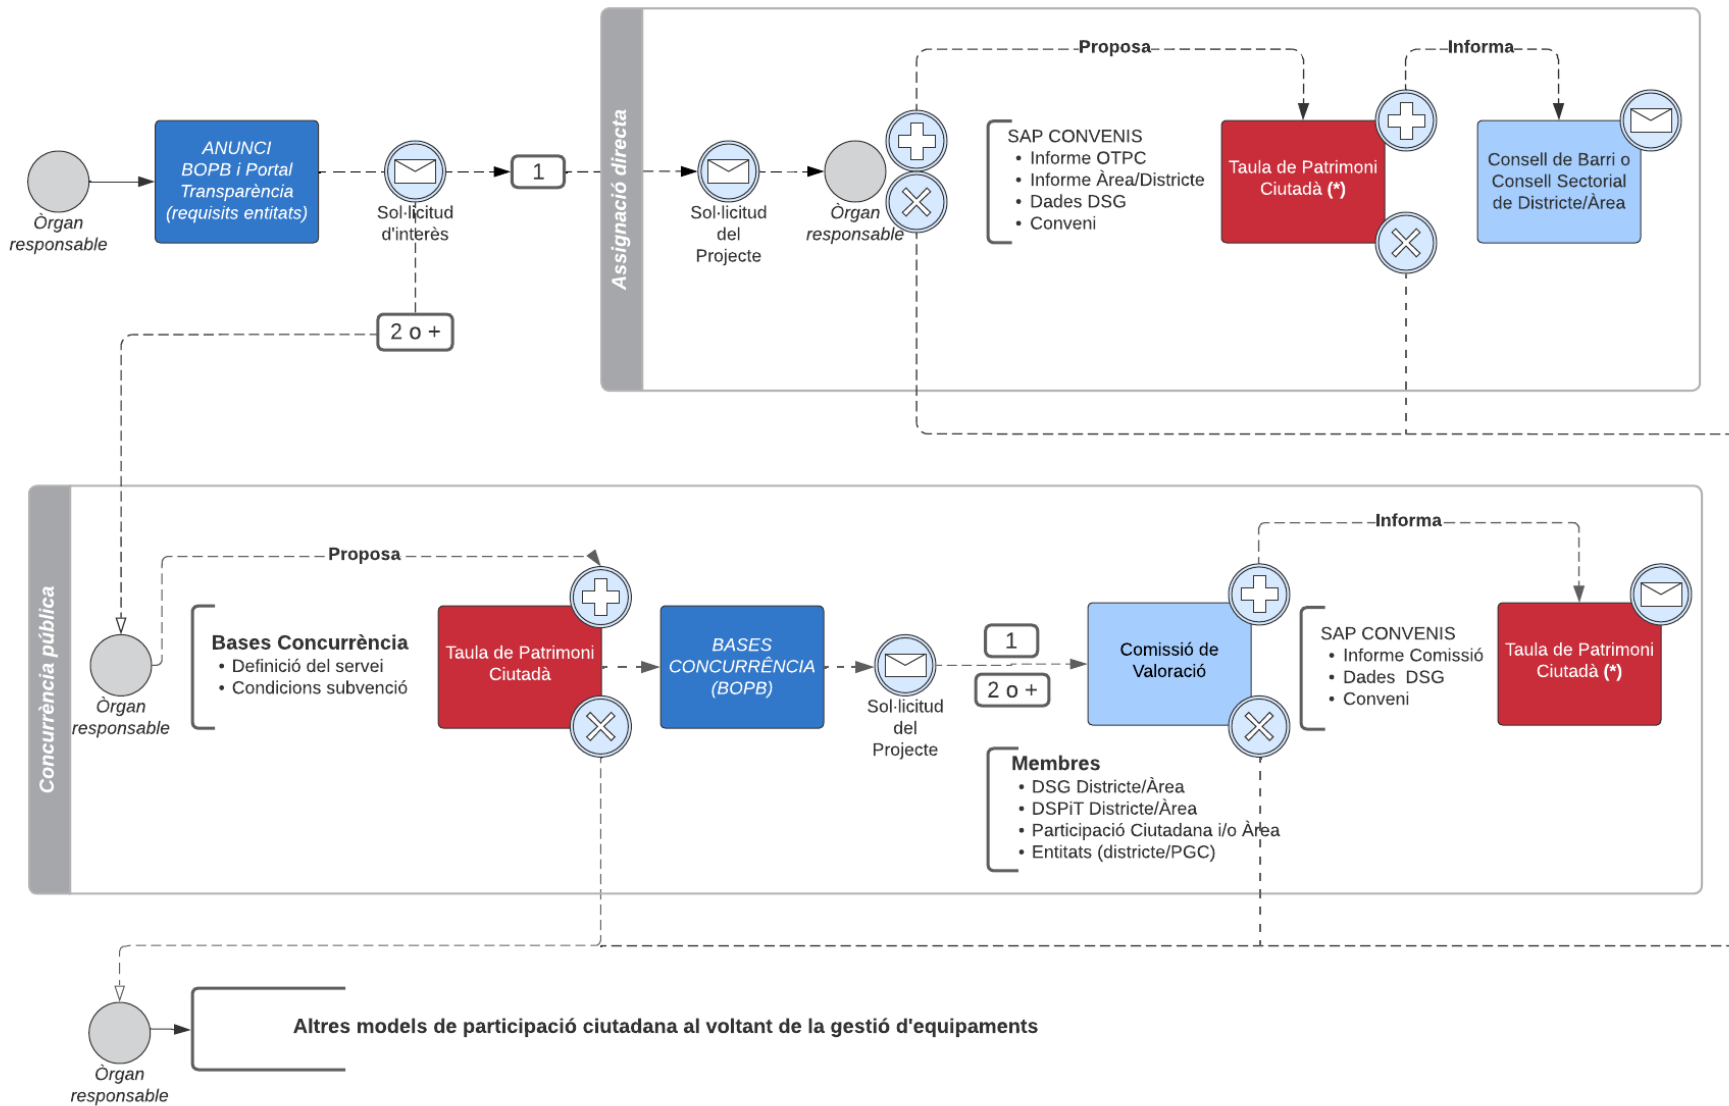 Assignació directa
Proposa
Informa
ANUNCI
BOPB i Portal
Transparència
(requisits entitats)
Òrgan
responsable
Sol·licitud
d'interès
1
2 o +
Sol·licitud
del
Projecte
Òrgan
responsable
SAP CONVENIS
• Informe OTPC
• Informe Àrea/Districte
• Dades DSG
• Conveni
Taula de Patrimoni
Ciutadà (*)
Consell de Barri o
Consell Sectorial
de Districte/Àrea
Concurrència pública
Proposa
Informa
Òrgan
responsable
Bases Concurrència
• Definició del servei
• Condicions subvenció
Taula de Patrimoni
Ciutadà
BASES
CONCURRÊNCIA
(BOPB)
Sol·licitud
del
Projecte
1
2 o +
Comissió de
Valoració
SAP CONVENIS
• Informe Comissió
• Dades DSG
• Conveni
Taula de Patrimoni
Ciutadà (*)
Membres
• DSG Districte/Àrea
• DSPiT Districte/Àrea
• Participació Ciutadana i/o Àrea
• Entitats (districte/PGC)
Òrgan
responsable
Altres models de participació ciutadana al voltant de la gestió d'equipaments